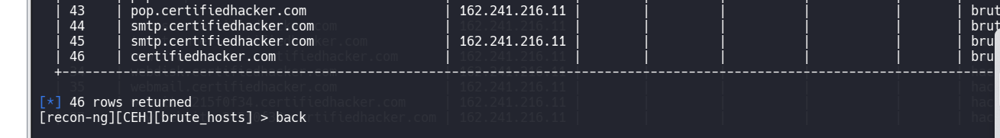 | 43 | pop.certifiedhacker.com | 162.241.216.11 | | | | | | brut
| 44 | smtp.certifiedhacker.com | | | | | | | brut
| 45 | smtp.certifiedhacker.com | 162.241.216.11 | | | | | | bru
| 46 | certifiedhacker.com | | | | | | | bru
[*] 46 rows returned
[recon-ng][CEH][brute_hosts] > back